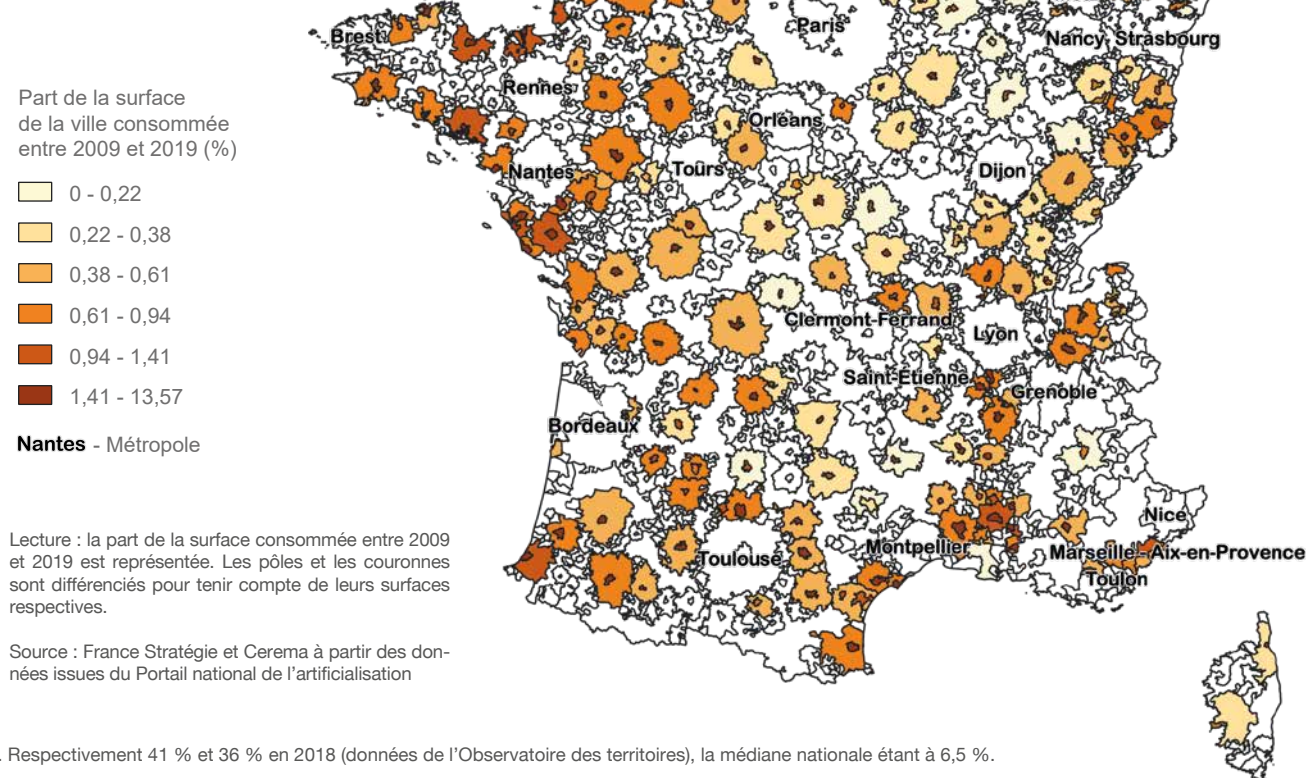 Part de la surface
de la ville consommée
entre 2009 et 2019 (%)
0 - 0,22
0,22 - 0,38
0,38 - 0,61
0,61 - 0,94
0,94 - 1,41
1,41 - 13,57
Nantes - Métropole
Brest
Paris
Nancy Strasbourg
Rennes
Orléans
Nantes
Tours
Dijon
Clermont-Ferrand
Lyon
Saint-Étienne
Grenoble
Bordeaux
Nice
Toulouse
Montpellier
Marseille - Aix-en-Provence
Toulon
Lecture : la part de la surface consommée entre 2009
et 2019 est représentée. Les pôles et les couronnes
sont différenciés pour tenir compte de leurs surfaces
respectives.
Source : France Stratégie et Cerema à partir des don-
nées issues du Portail national de l’artificialisation
. Respectivement 41 % et 36 % en 2018 (données de l’Observatoire des territoires), la médiane nationale étant à 6,5 %.